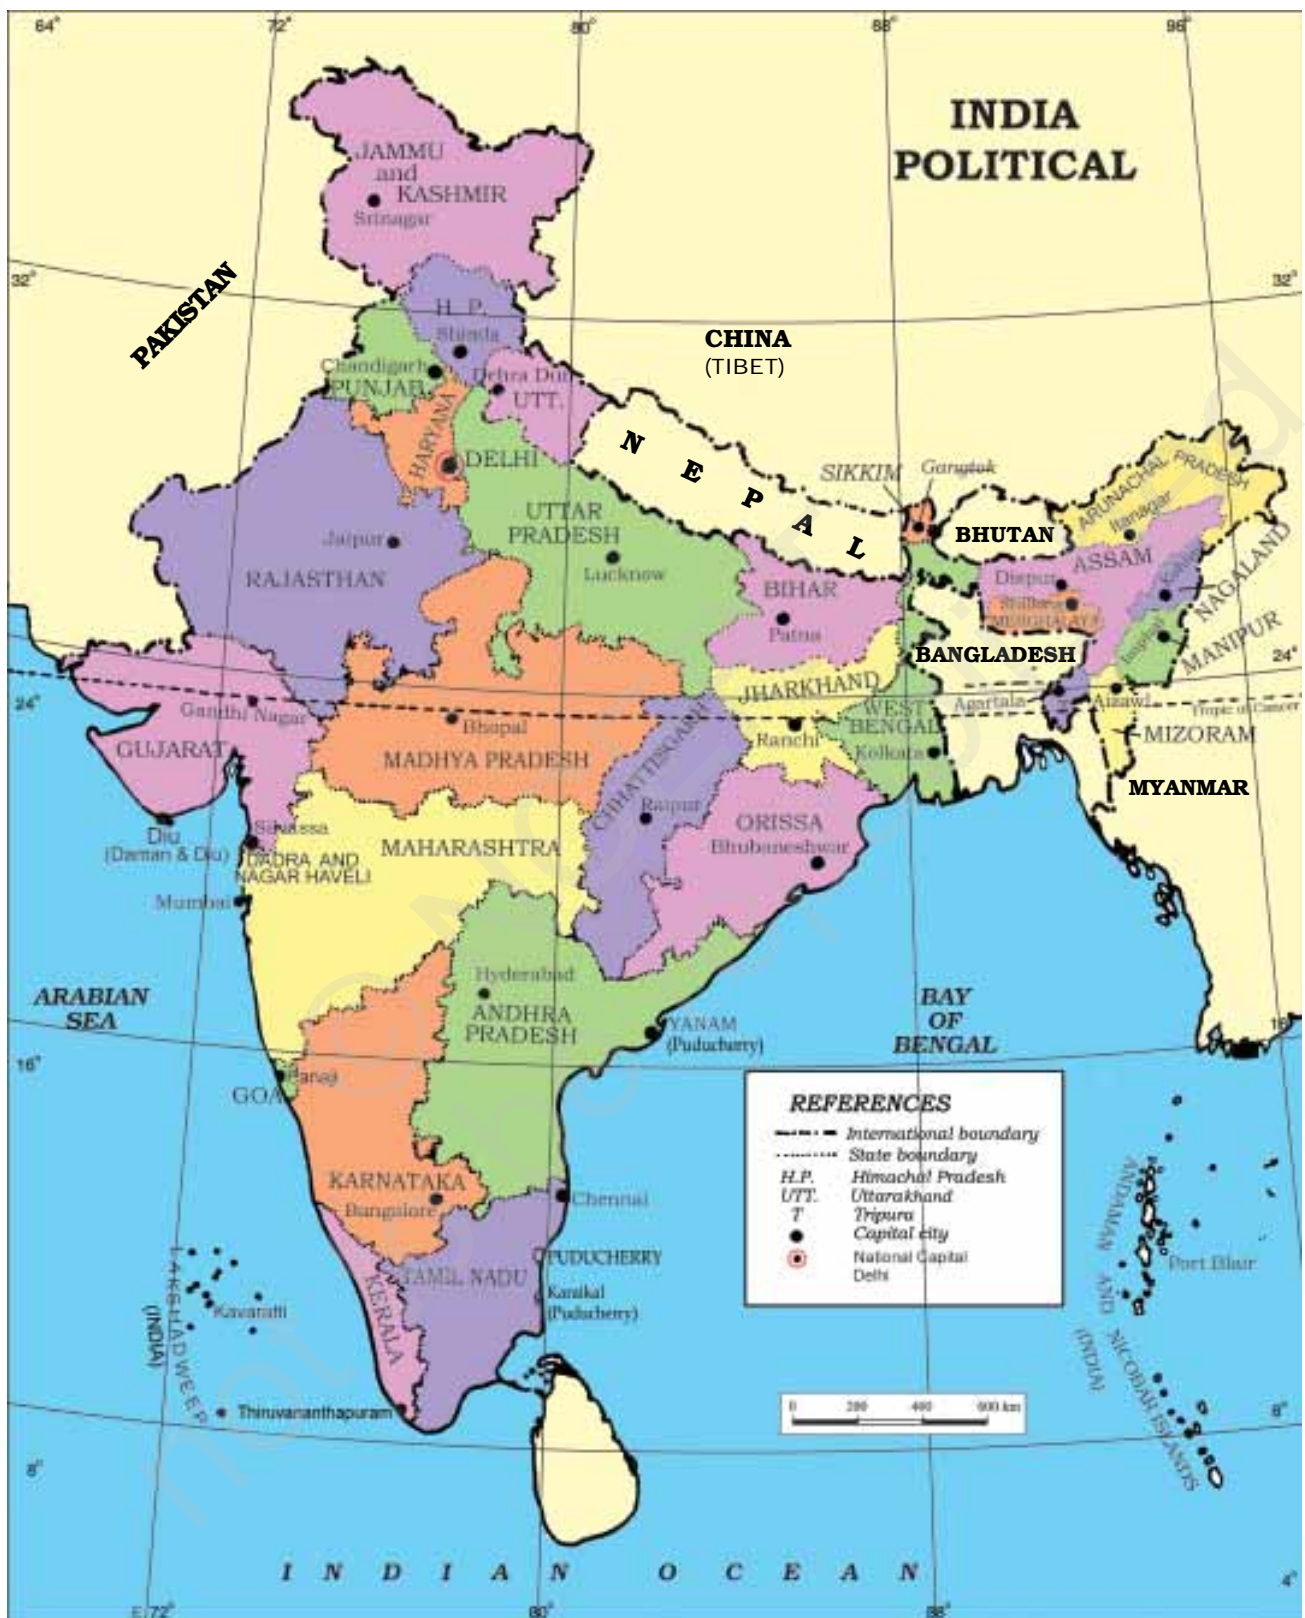 64°
72°
80°
88°
96°
INDIA
POLITICAL
JAMMU
and
KASHMIR
Srinagar
32°
32°
PAKISTAN
H. P.
Shimla
CHINA
(TIBET)
Chandigarh
PUNJAB
Dehra Dun
UTT.
HARYANA
DELHI
NEPAL
SIKKIM
Gangtok
ARUNACHAL PRADESH
Itanagar
BHUTAN
UTTAR
PRADESH
Lucknow
Jaipur
RAJASTHAN
BIHAR
Patna
ASSAM
Dispur
Shillong
MEGHALAYA
NAGALAND
Imphal
MANIPUR
BANGLADESH
24°
24°
Gandhi Nagar
GUJARAT
Bhopal
MADHYA PRADESH
JHARKHAND
Ranchi
WEST
BENGAL
Kolkata
Agartala
T
Aizawl
Tropic of Cancer
MIZORAM
MYANMAR
CHHATTISGARH
Raipur
ORISSA
Bhubaneshwar
Diu
(Daman & Diu)
Silvassa
DADRA AND
NAGAR HAVELI
MAHARASHTRA
Mumbai
Hyderabad
ANDHRA
PRADESH
YANAM
(Puducherry)
ARABIAN
SEA
BAY
OF
BENGAL
16°
16°
Panaji
GOA
KARNATAKA
Bangalore
Chennai
PUDUCHERRY
TAMIL NADU
Karaikal
(Puducherry)
KERALA
LAKSHADWEEP
(INDIA)
Kavaratti
Thiruvananthapuram
REFERENCES
International boundary
State boundary
H.P. Himachal Pradesh
UTT. Uttarakhand
T Tripura
Capital city
National Capital
Delhi
ANDAMAN AND NICOBAR ISLANDS
(INDIA)
Port Blair
0 200 400 600 km
8°
8°
INDIAN OCEAN
4°
E.72°
80°
88°